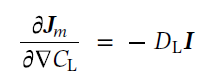 ∂J_m / ∂∇C_L = − D_L I